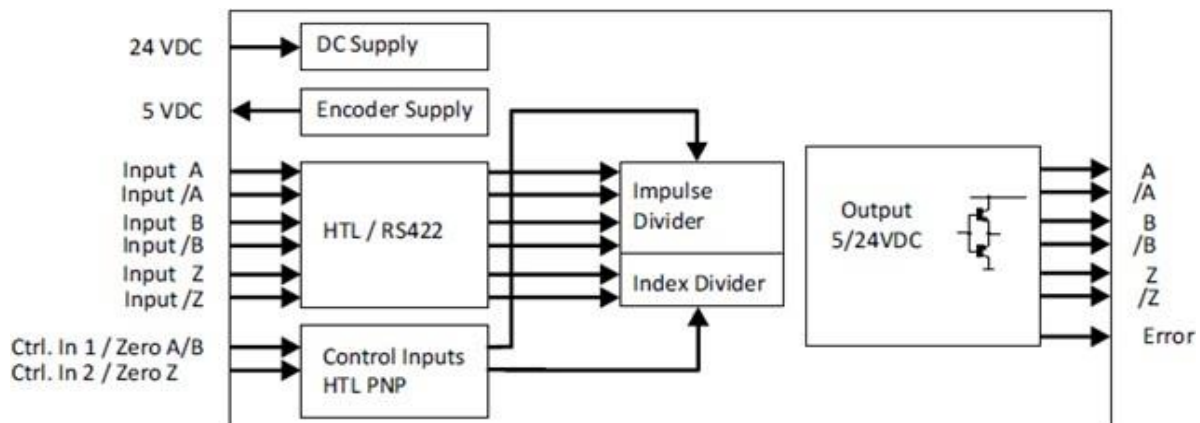 24 VDC
DC Supply
5 VDC
Encoder Supply
Input A
Input /A
Input B
Input /B
Input Z
Input /Z
HTL / RS422
Impulse
Divider
Index Divider
Output
5/24VDC
A
/A
B
/B
Z
/Z
Error
Ctrl. In 1 / Zero A/B
Ctrl. In 2 / Zero Z
Control Inputs
HTL PNP